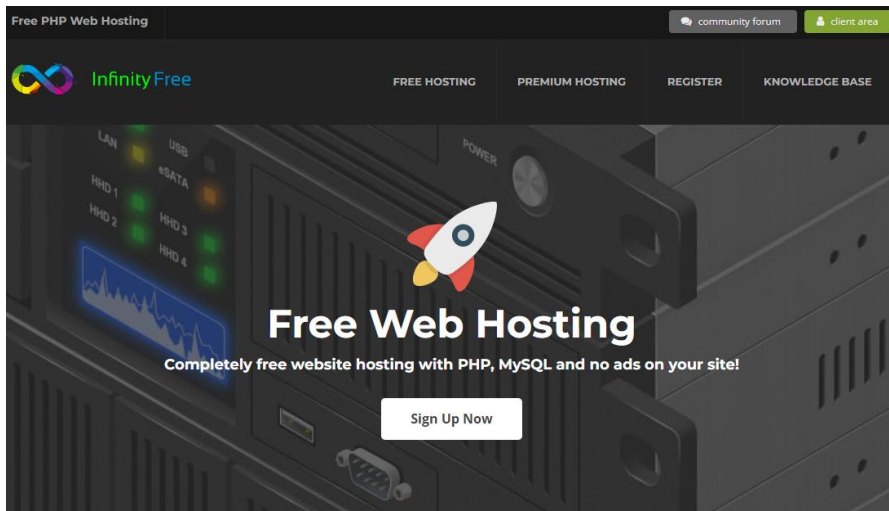 Free PHP Web Hosting
community forum
client area
Infinity Free
FREE HOSTING
PREMIUM HOSTING
REGISTER
KNOWLEDGE BASE
LAN
USB
eSATA
POWER
HHD 1
HHD 2
HHD 3
HHD 4
Free Web Hosting
Completely free website hosting with PHP, MySQL and no ads on your site!
Sign Up Now